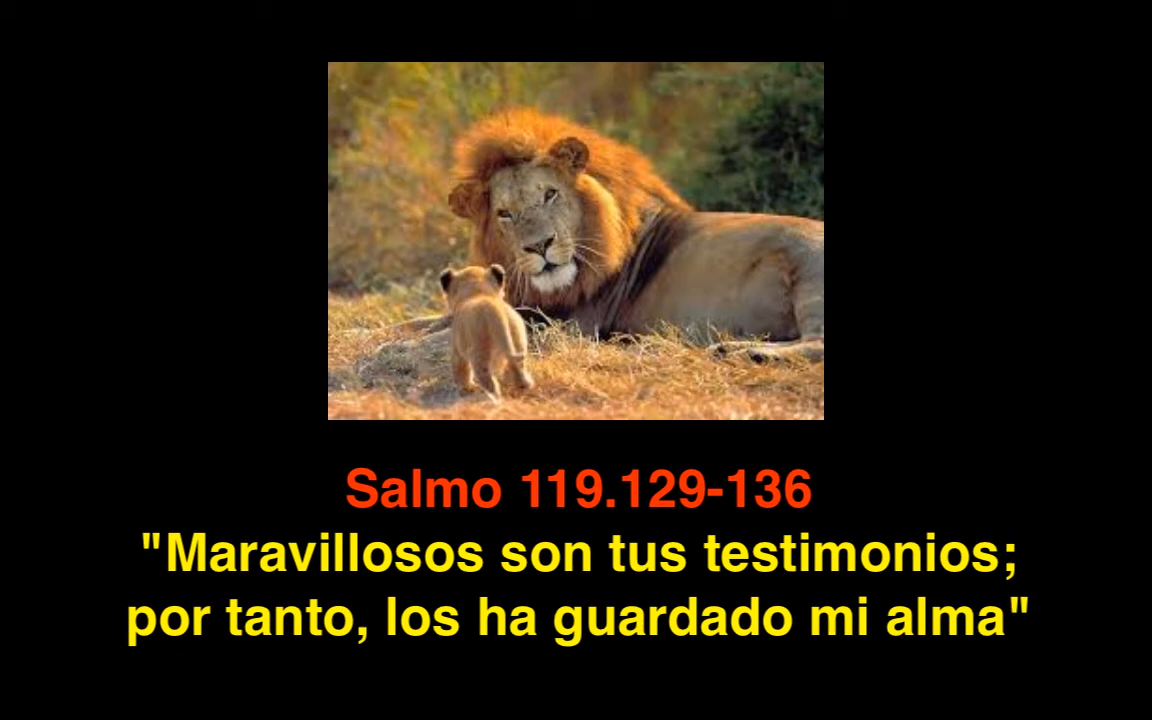 Salmo 119.129-136
"Maravillosos son tus testimonios;
por tanto, los ha guardado mi alma"